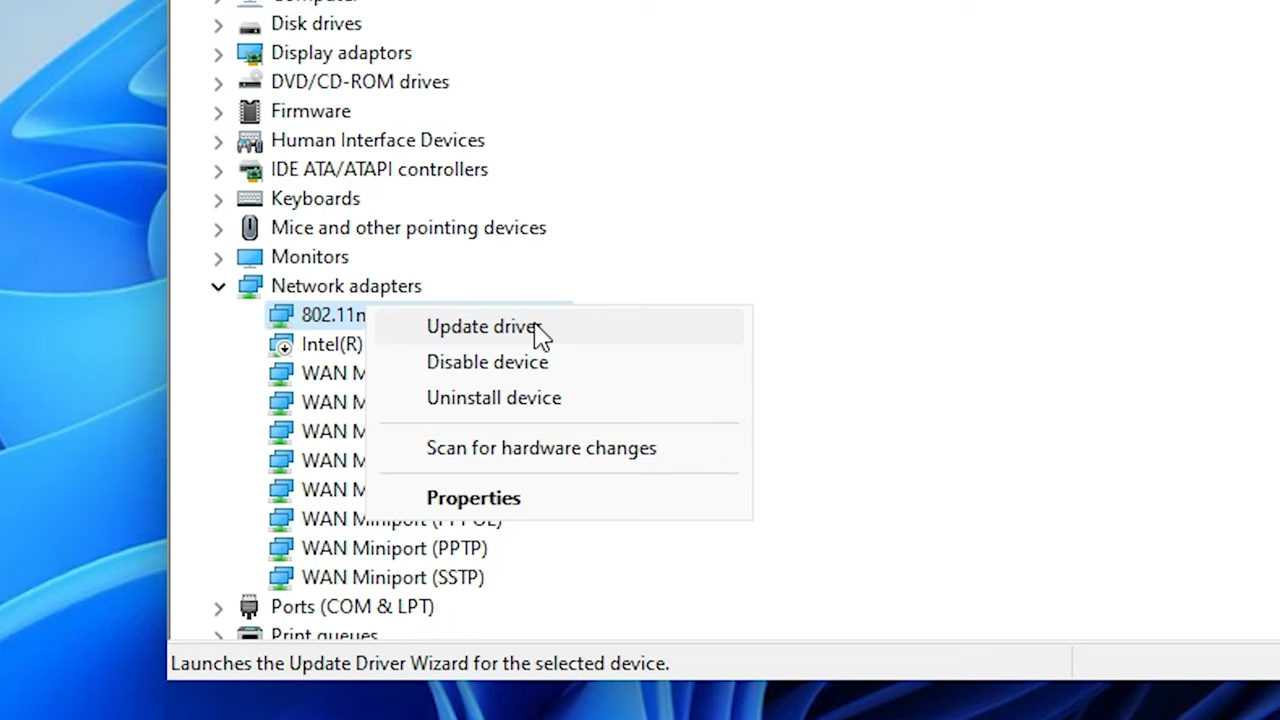 Disk drives
Display adaptors
DVD/CD-ROM drives
Firmware
Human Interface Devices
IDE ATA/ATAPI controllers
Keyboards
Mice and other pointing devices
Monitors
Network adapters
802.11n
Update driver
Intel(R)
Disable device
WAN M
WAN M
Uninstall device
WAN M
Scan for hardware changes
WAN M
WAN M
Properties
WAN Miniport (PPPOE)
WAN Miniport (PPTP)
WAN Miniport (SSTP)
Ports (COM & LPT)
Print queues
Launches the Update Driver Wizard for the selected device.